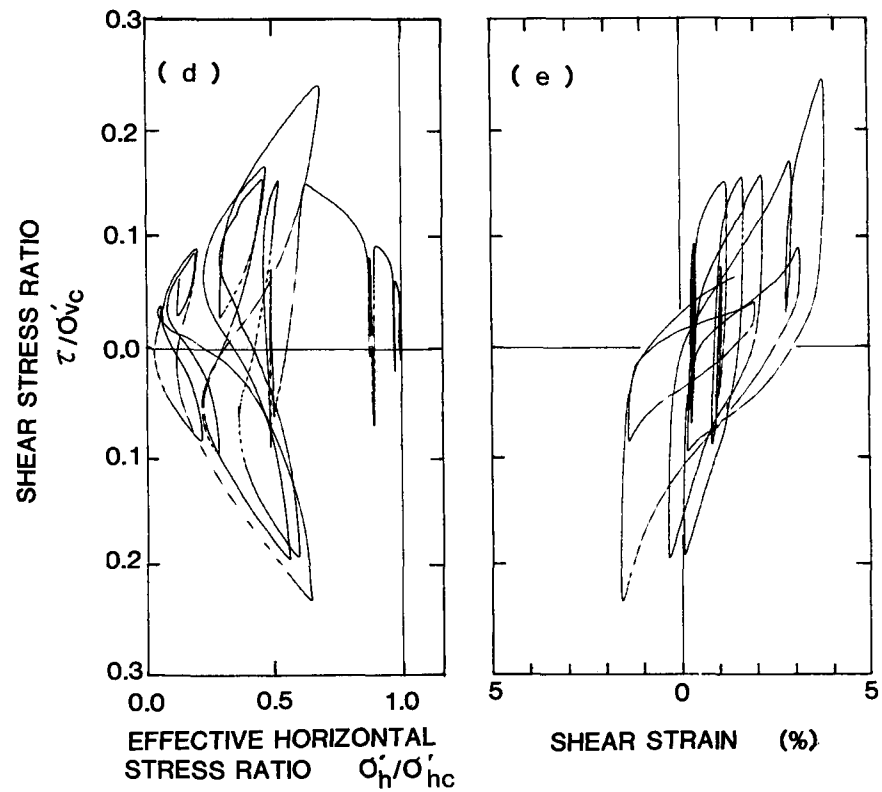 0.3
0.2
0.1
0.0
0.1
0.2
0.3
SHEAR STRESS RATIO
τ/σ'vc
( d )
0.0 0.5 1.0
EFFECTIVE HORIZONTAL
STRESS RATIO σ'h/σ'hc
( e )
5 0 5
SHEAR STRAIN (%)